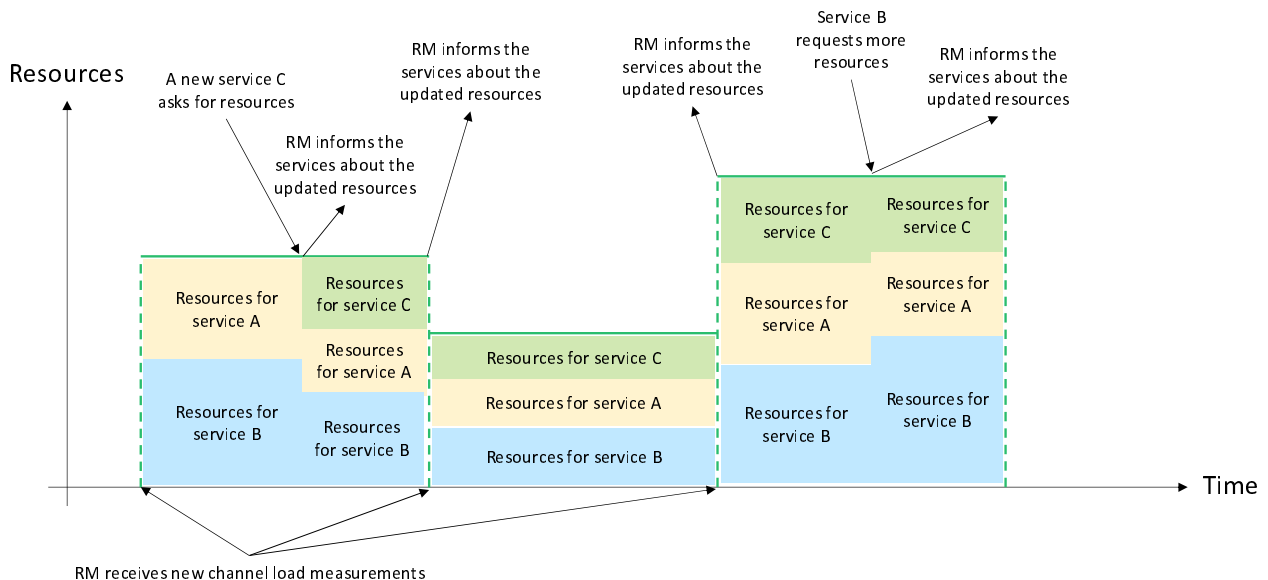 Resources
A new service C
asks for resources
RM informs the
services about the
updated resources
RM informs the
services about the
updated resources
RM informs the
services about the
updated resources
Service B
requests more
resources
RM informs the
services about the
updated resources
Resources for
service A
Resources for
service B
Resources
for service C
Resources
for service A
Resources
for service B
Resources for service C
Resources for service A
Resources for service B
Resources for
service C
Resources for
service A
Resources for
service B
Resources for
service C
Resources for
service A
Resources for
service B
Time
RM receives new channel load measurements